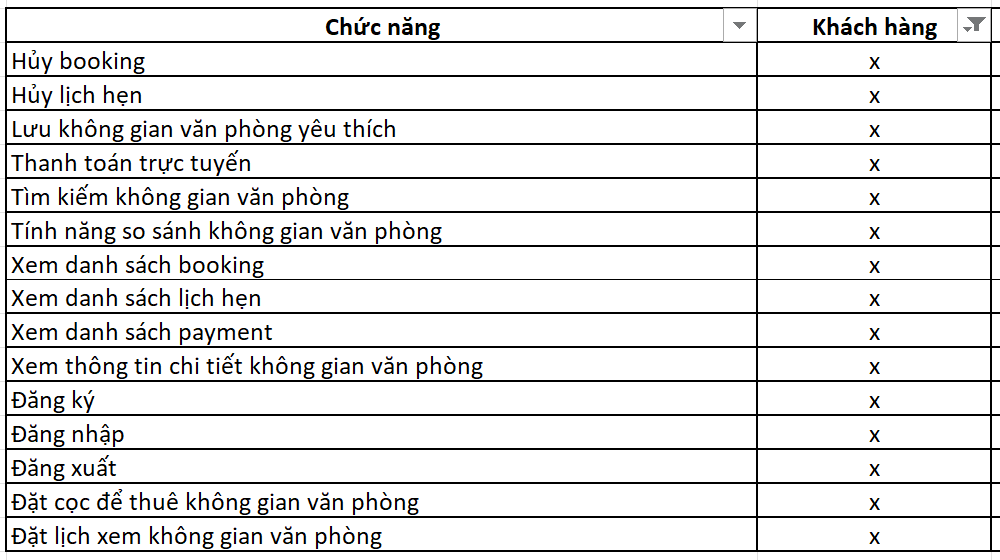 Chức năng Khách hàng
Hủy booking x
Hủy lịch hẹn x
Lưu không gian văn phòng yêu thích x
Thanh toán trực tuyến x
Tìm kiếm không gian văn phòng x
Tính năng so sánh không gian văn phòng x
Xem danh sách booking x
Xem danh sách lịch hẹn x
Xem danh sách payment x
Xem thông tin chi tiết không gian văn phòng x
Đăng ký x
Đăng nhập x
Đăng xuất x
Đặt cọc để thuê không gian văn phòng x
Đặt lịch xem không gian văn phòng x